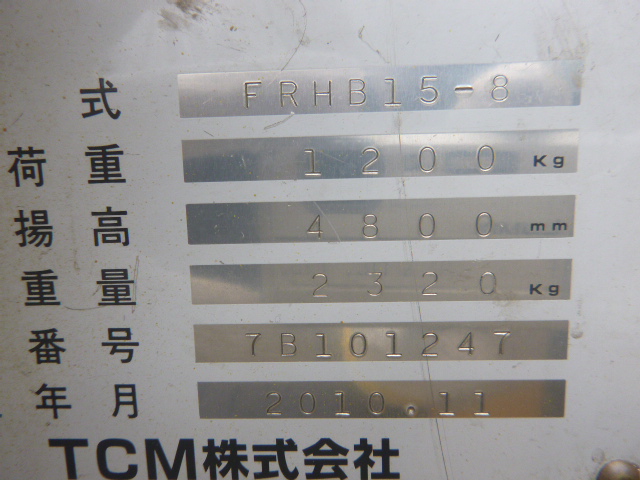 式 FRHB15-8
荷重 1200 Kg
揚高 4800 mm
重量 2320 Kg
番号 7B101247
年月 2010.11
TCM株式会社